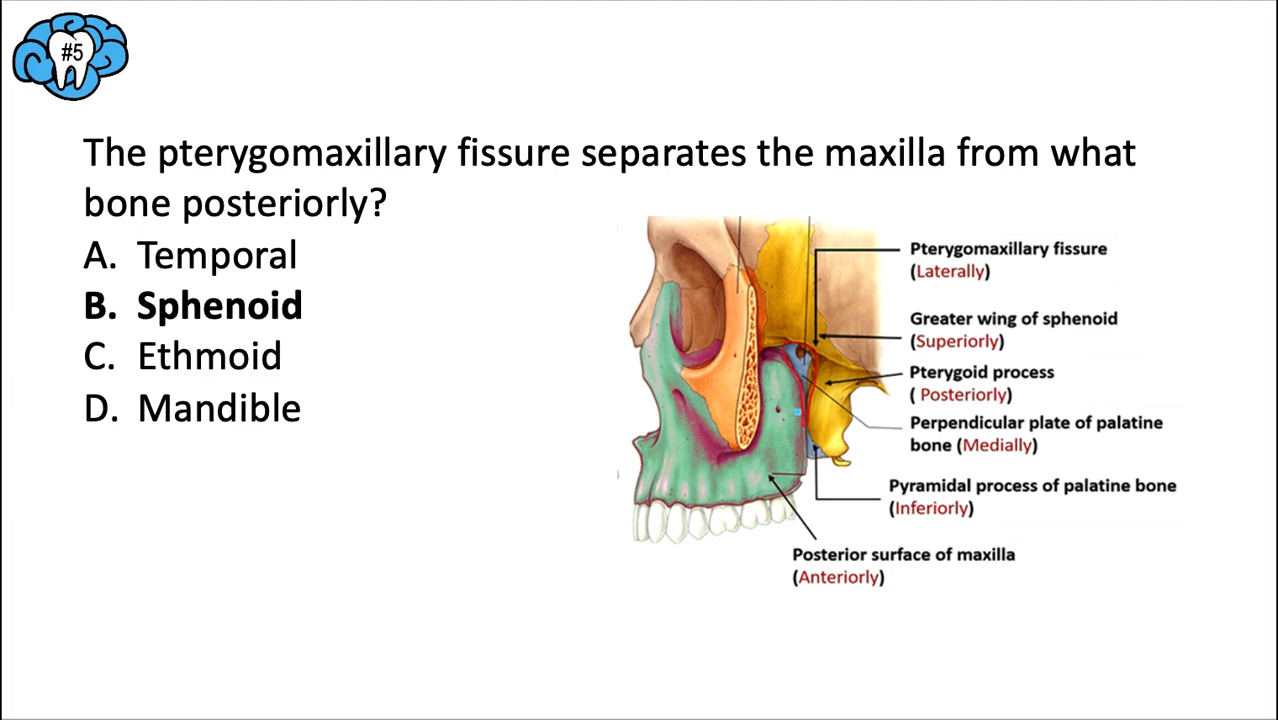 #5
The pterygomaxillary fissure separates the maxilla from what
bone posteriorly?
A. Temporal
B. Sphenoid
C. Ethmoid
D. Mandible
Pterygomaxillary fissure
(Laterally)
Greater wing of sphenoid
(Superiorly)
Pterygoid process
( Posteriorly)
Perpendicular plate of palatine
bone (Medially)
Pyramidal process of palatine bone
(Inferiorly)
Posterior surface of maxilla
(Anteriorly)